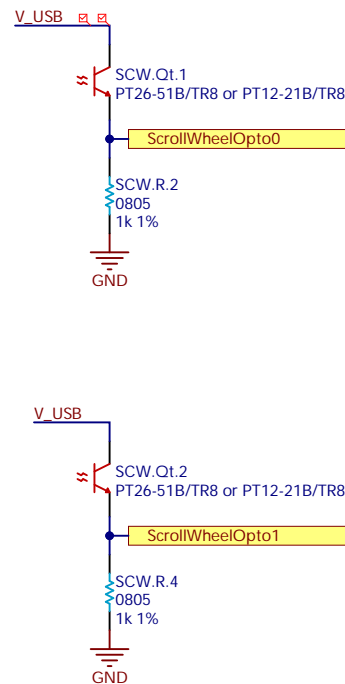 V_USB
SCW.Qt.1
PT26-51B/TR8 or PT12-21B/TR8
ScrollWheelOpto0
SCW.R.2
0805
1k 1%
GND
V_USB
SCW.Qt.2
PT26-51B/TR8 or PT12-21B/TR8
ScrollWheelOpto1
SCW.R.4
0805
1k 1%
GND